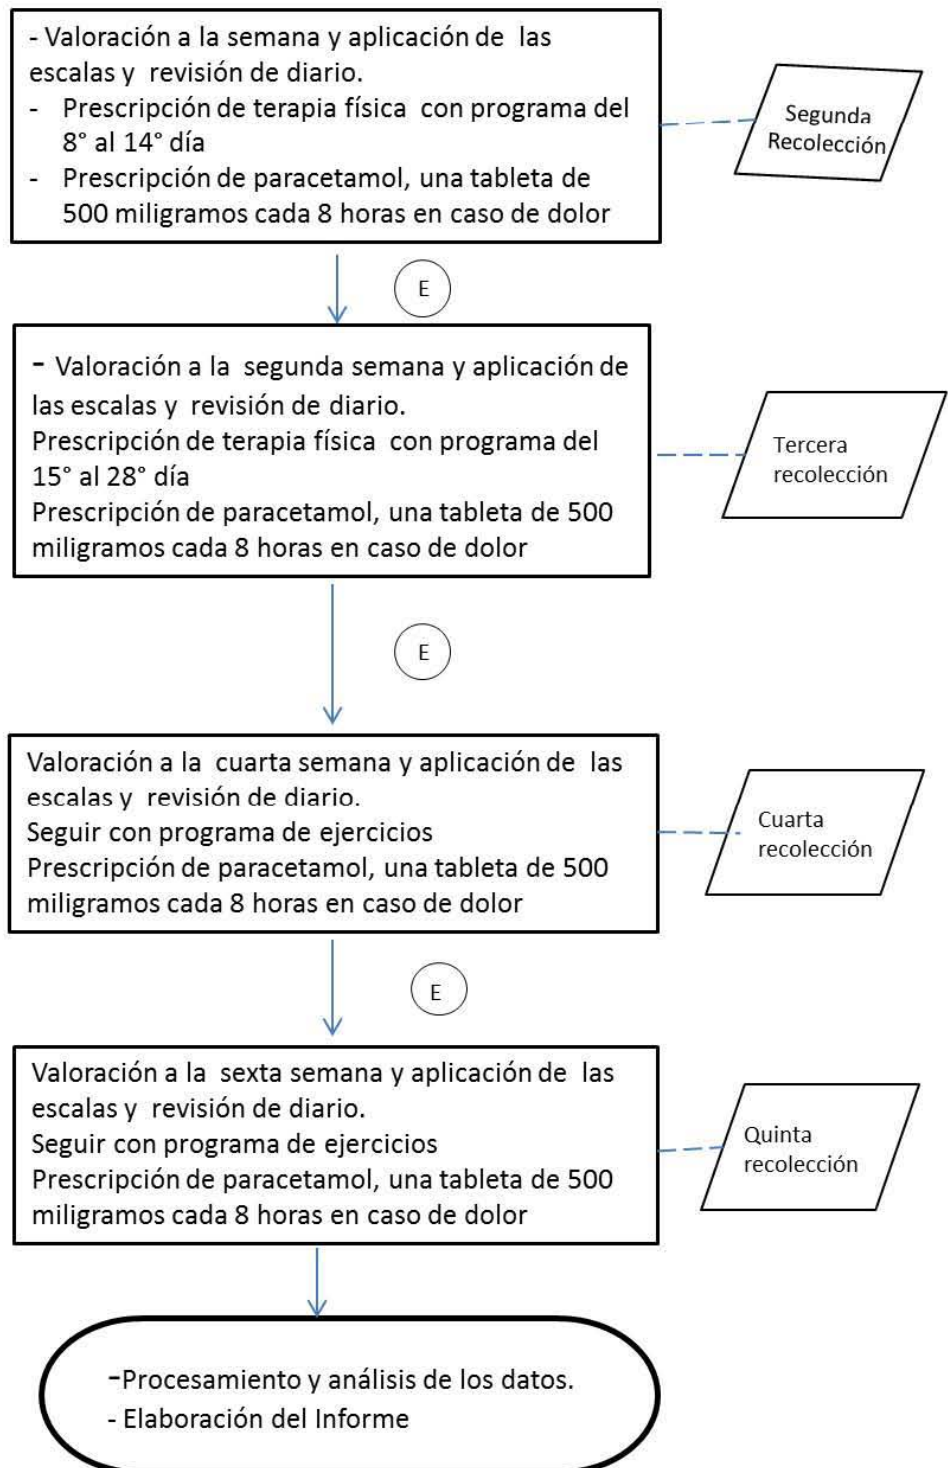 - Valoración a la semana y aplicación de las
escalas y revisión de diario.
- Prescripción de terapia física con programa del
8° al 14° día
- Prescripción de paracetamol, una tableta de
500 miligramos cada 8 horas en caso de dolor
Segunda
Recolección
E
- Valoración a la segunda semana y aplicación de
las escalas y revisión de diario.
Prescripción de terapia física con programa del
15° al 28° día
Prescripción de paracetamol, una tableta de 500
miligramos cada 8 horas en caso de dolor
Tercera
recolección
E
Valoración a la cuarta semana y aplicación de las
escalas y revisión de diario.
Seguir con programa de ejercicios
Prescripción de paracetamol, una tableta de 500
miligramos cada 8 horas en caso de dolor
Cuarta
recolección
E
Valoración a la sexta semana y aplicación de las
escalas y revisión de diario.
Seguir con programa de ejercicios
Prescripción de paracetamol, una tableta de 500
miligramos cada 8 horas en caso de dolor
Quinta
recolección
-Procesamiento y análisis de los datos.
- Elaboración del Informe